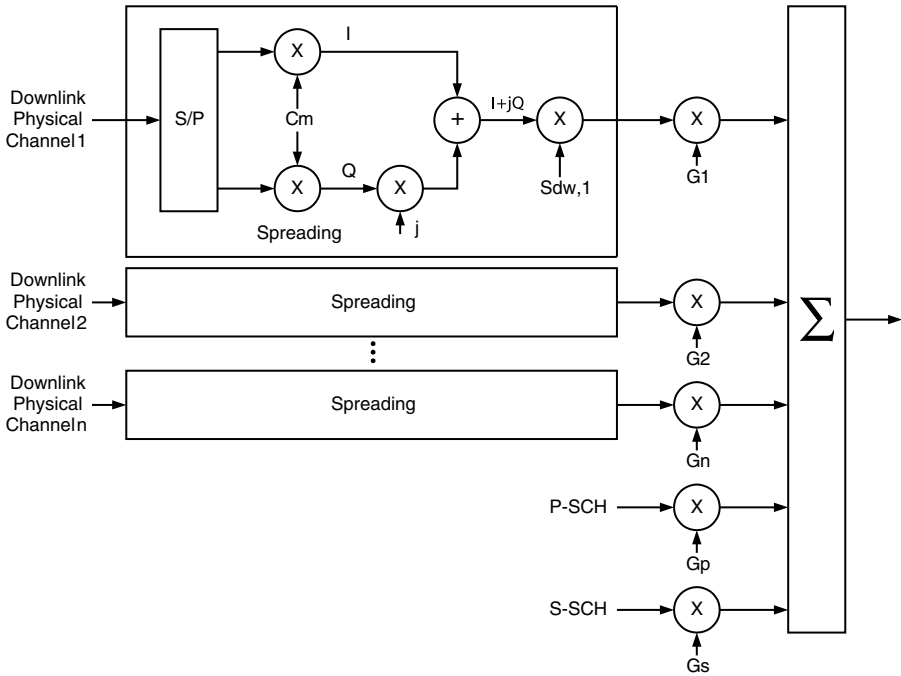 I
X
Downlink
Physical
Channel1
S/P
Cm
+
I+jQ
X
X
Sdw,1
G1
Q
X
X
j
Spreading
Downlink
Physical
Channel2
Spreading
X
G2
Σ
Downlink
Physical
Channeln
Spreading
X
Gn
P-SCH
X
Gp
S-SCH
X
Gs